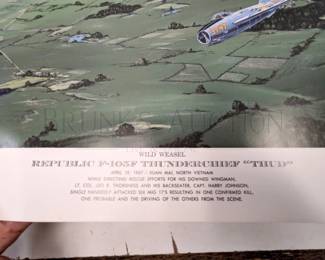 WILD WEASEL
REPUBLIC F-105F THUNDERCHIEF "THUD"
APRIL 19, 1967 - XUAN MAI, NORTH VIETNAM
WHILE DIRECTING RESCUE EFFORTS FOR HIS DOWNED WINGMAN,
LT. COL. LEO K. THORSNESS AND HIS BACKSEATER, CAPT. HARRY JOHNSON,
SINGLE HANDEDLY ATTACKED SIX MIG 17'S RESULTING IN ONE CONFIRMED KILL,
ONE PROBABLE AND THE DRIVING OF THE OTHERS FROM THE SCENE.